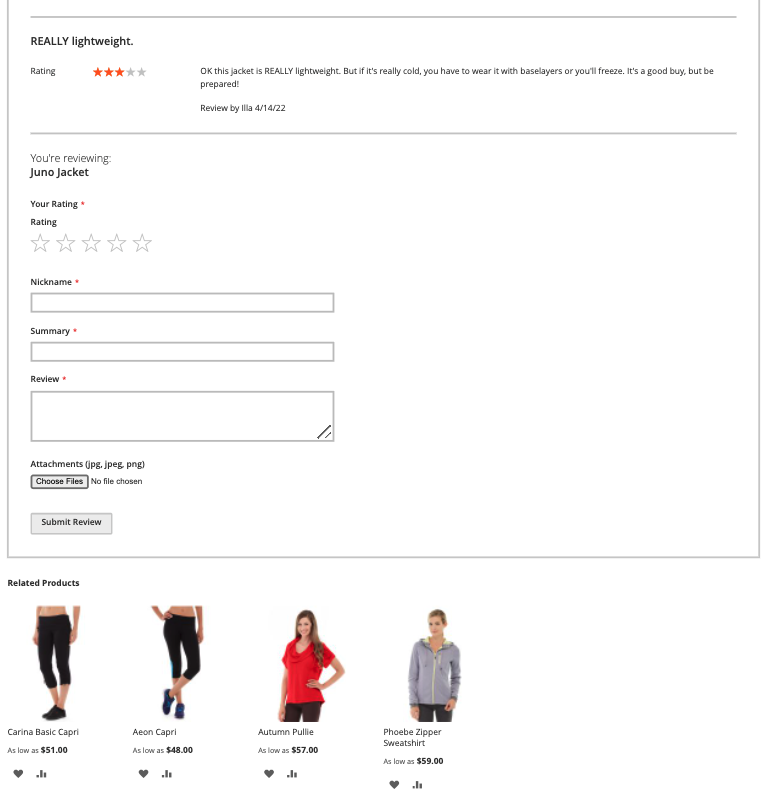 REALLY lightweight.
Rating
OK this jacket is REALLY lightweight. But if it's really cold, you have to wear it with baselayers or you'll freeze. It's a good buy, but be
prepared!
Review by Illa 4/14/22
You're reviewing:
Juno Jacket
Your Rating *
Rating
Nickname *
Summary *
Review *
Attachments (jpg, jpeg, png)
Choose Files No file chosen
Submit Review
Related Products
Carina Basic Capri
As low as $51.00
Aeon Capri
As low as $48.00
Autumn Pullie
As low as $57.00
Phoebe Zipper
Sweatshirt
As low as $59.00